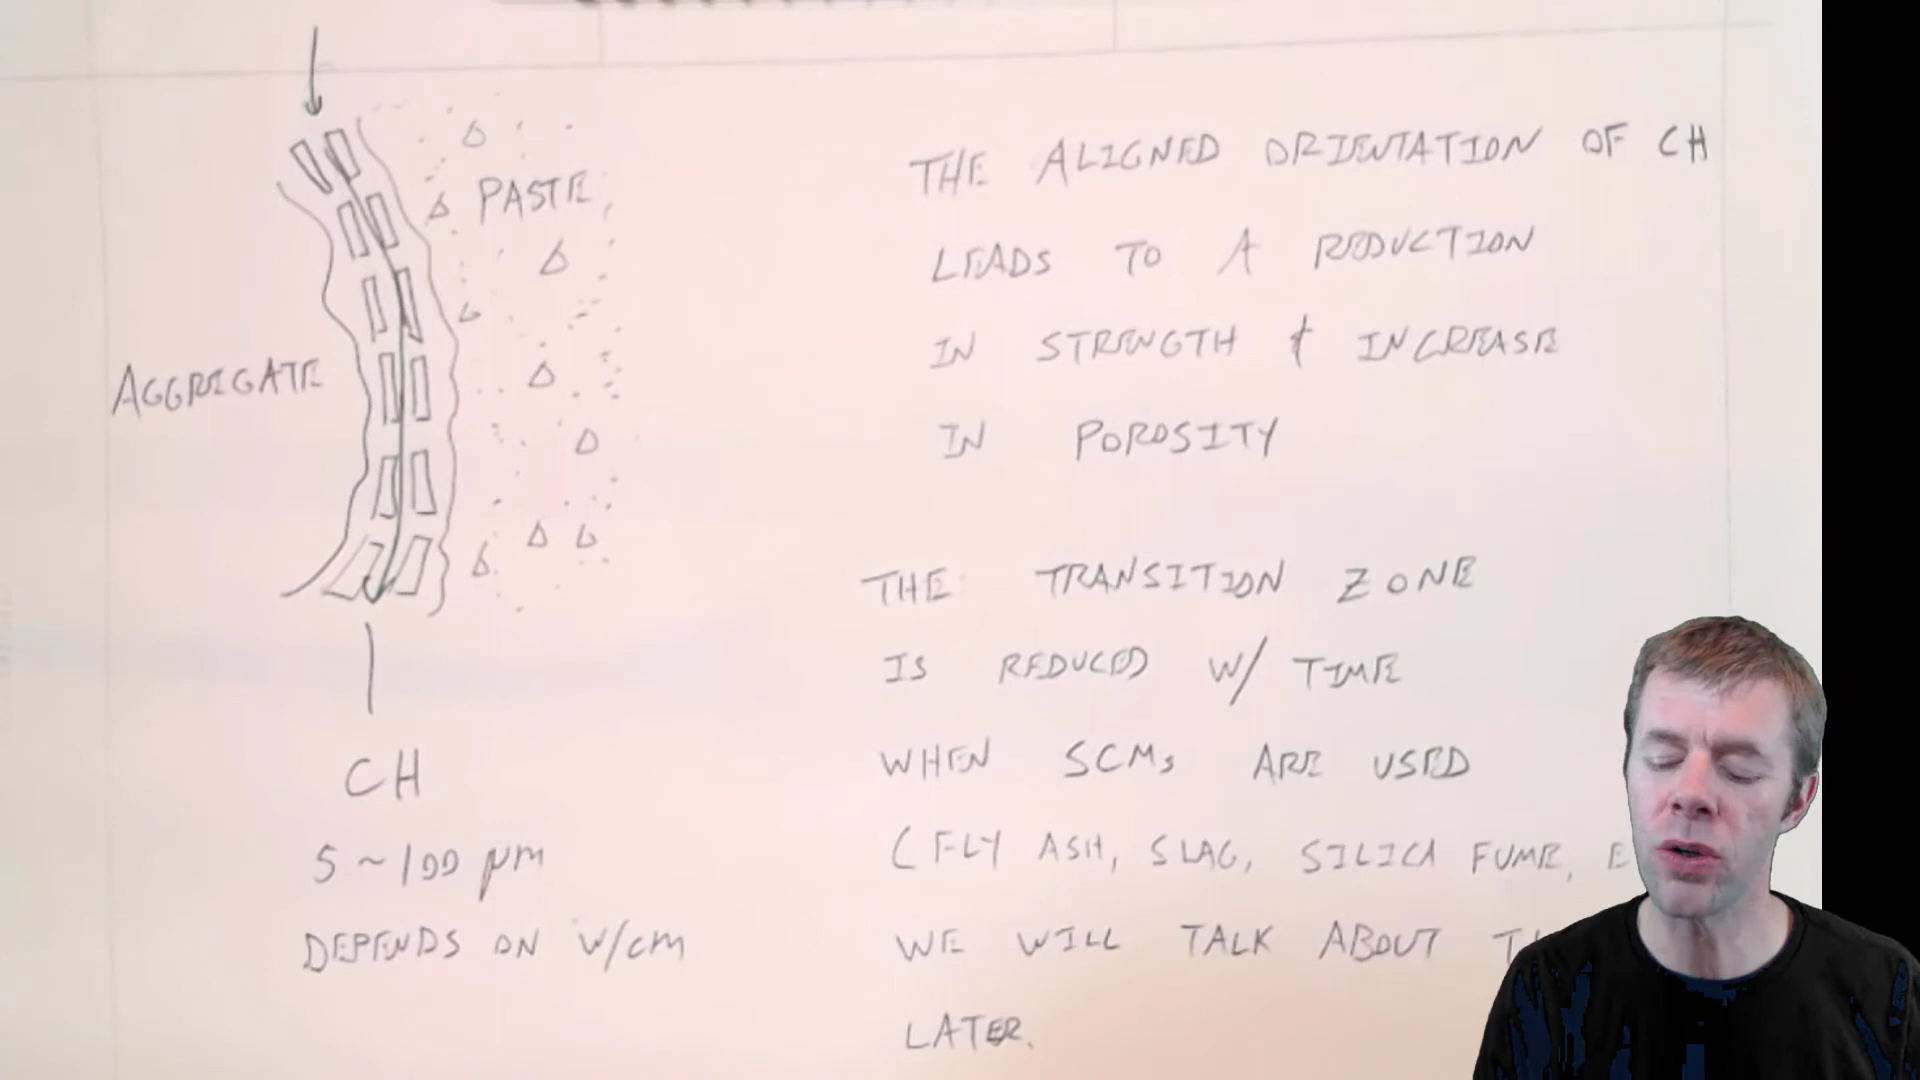 PASTE
AGGREGATE
CH
5 ~ 100 µm
DEPENDS ON W/CM
THE ALIGNED ORIENTATION OF CH
LEADS TO A REDUCTION
IN STRENGTH & INCREASE
IN POROSITY
THE TRANSITION ZONE
IS REDUCED W/ TIME
WHEN SCMs ARE USED
(FLY ASH, SLAG, SILICA FUME,
WE WILL TALK ABOUT
LATER.